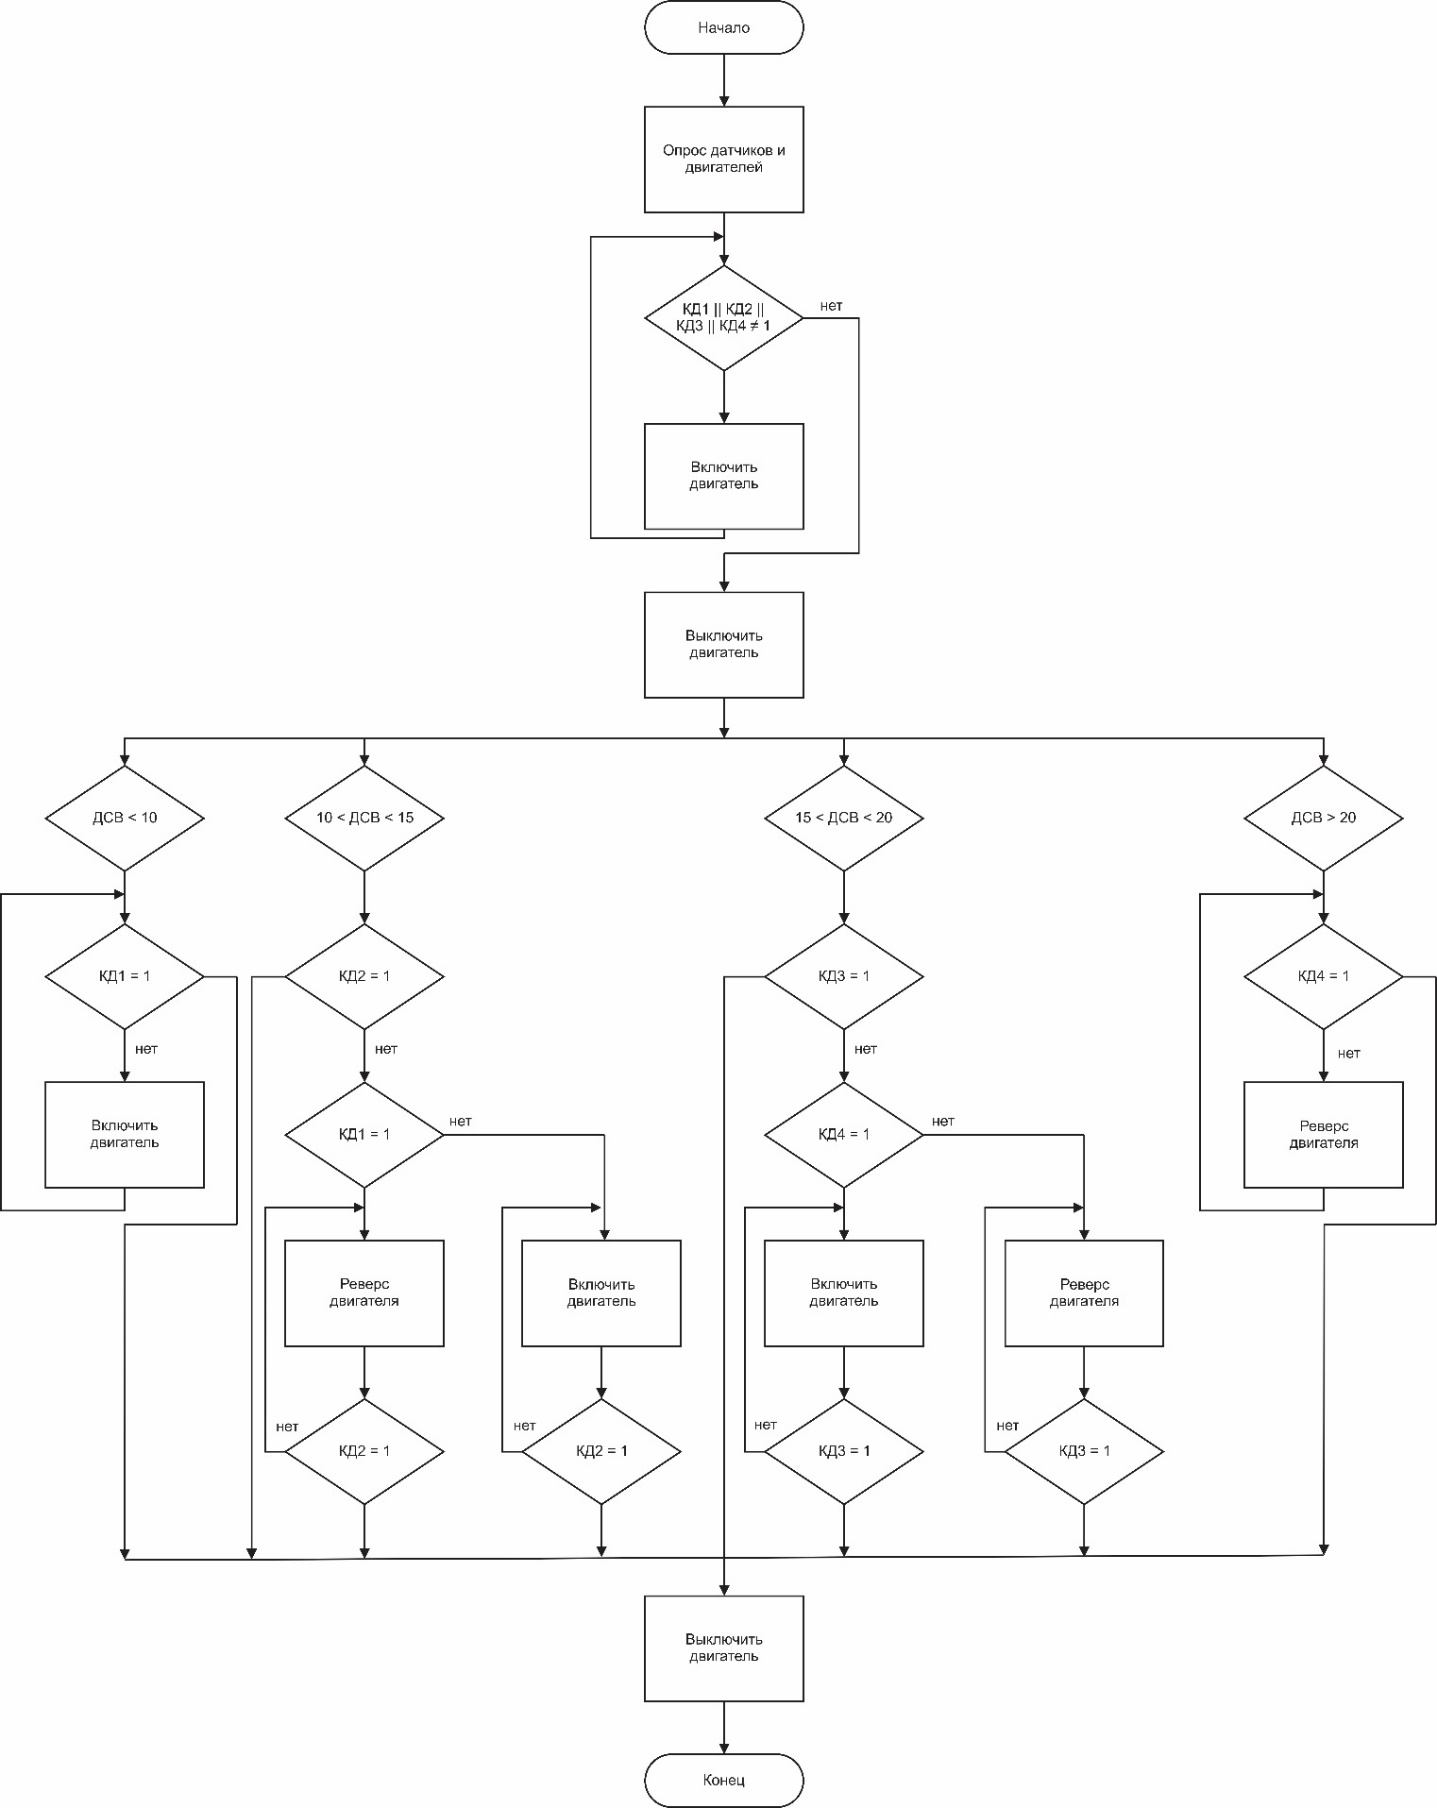 Начало
Опрос датчиков и
двигателей
КД1 || КД2 ||
КД3 || КД4 ≠ 1
нет
Включить
двигатель
Выключить
двигатель
ДСВ < 10
10 < ДСВ < 15
15 < ДСВ < 20
ДСВ > 20
КД1 = 1
КД2 = 1
КД3 = 1
КД4 = 1
нет
нет
нет
нет
Включить
двигатель
КД1 = 1
нет
КД4 = 1
нет
Реверс
двигателя
Реверс
двигателя
Включить
двигатель
Включить
двигатель
Реверс
двигателя
нет
КД2 = 1
нет
КД2 = 1
нет
КД3 = 1
нет
КД3 = 1
Выключить
двигатель
Конец